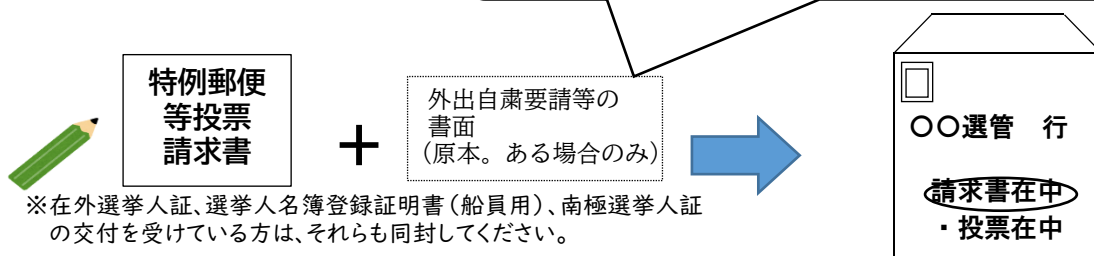 特例郵便
等投票
請求書
+
外出自粛要請等の
書面
(原本。ある場合のみ)
○○選管　行
請求書在中
・投票在中
※在外選挙人証、選挙人名簿登録証明書(船員用)、南極選挙人証
の交付を受けている方は、それらも同封してください。